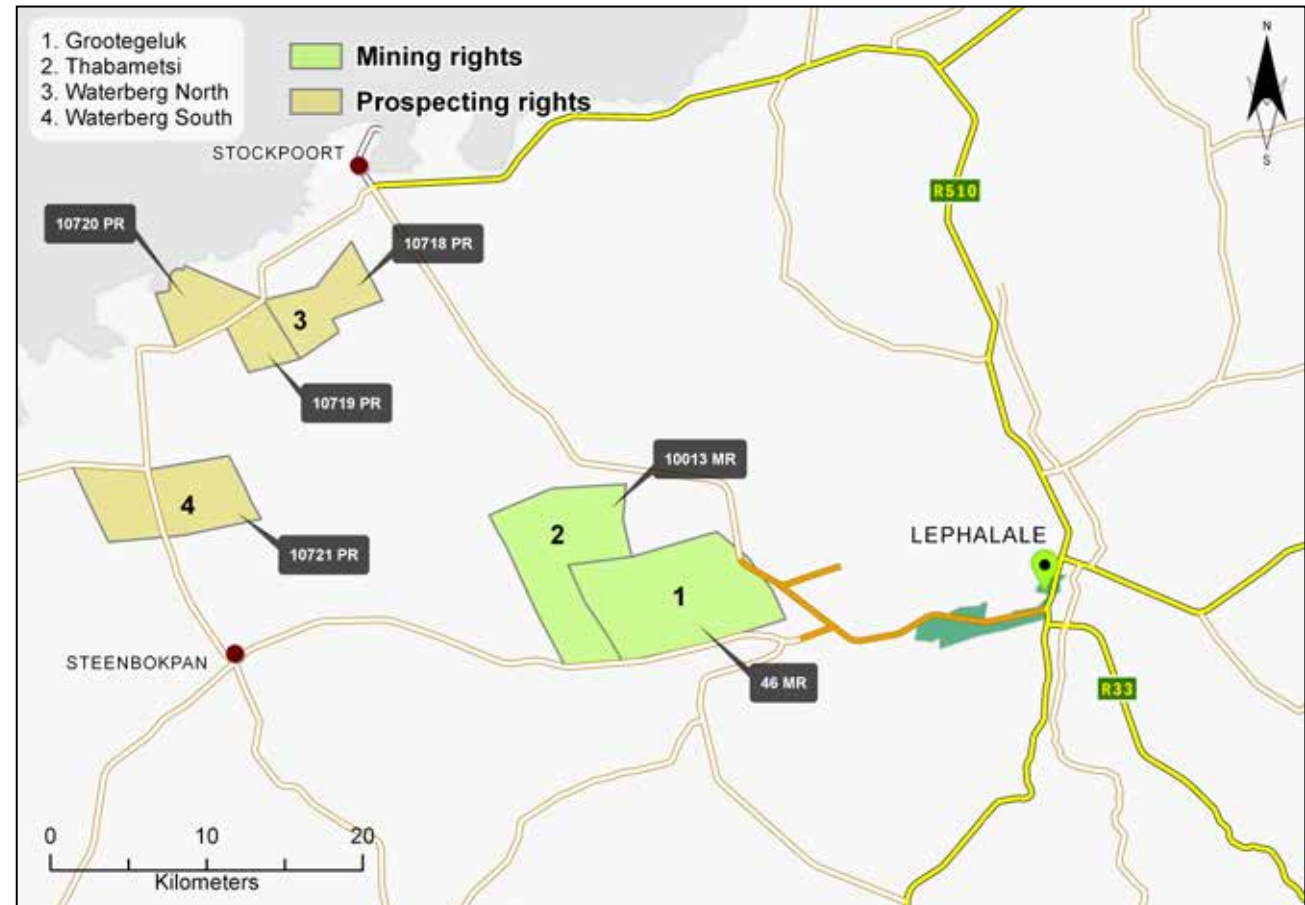 1. Grootegeluk
2. Thabametsi
3. Waterberg North
4. Waterberg South
Mining rights
Prospecting rights
N
S
STOCKPOORT
R510
10720 PR
10718 PR
3
10719 PR
10013 MR
4
2
LEPHALALE
10721 PR
1
STEENBOKPAN
46 MR
R33
0 10 20
Kilometers